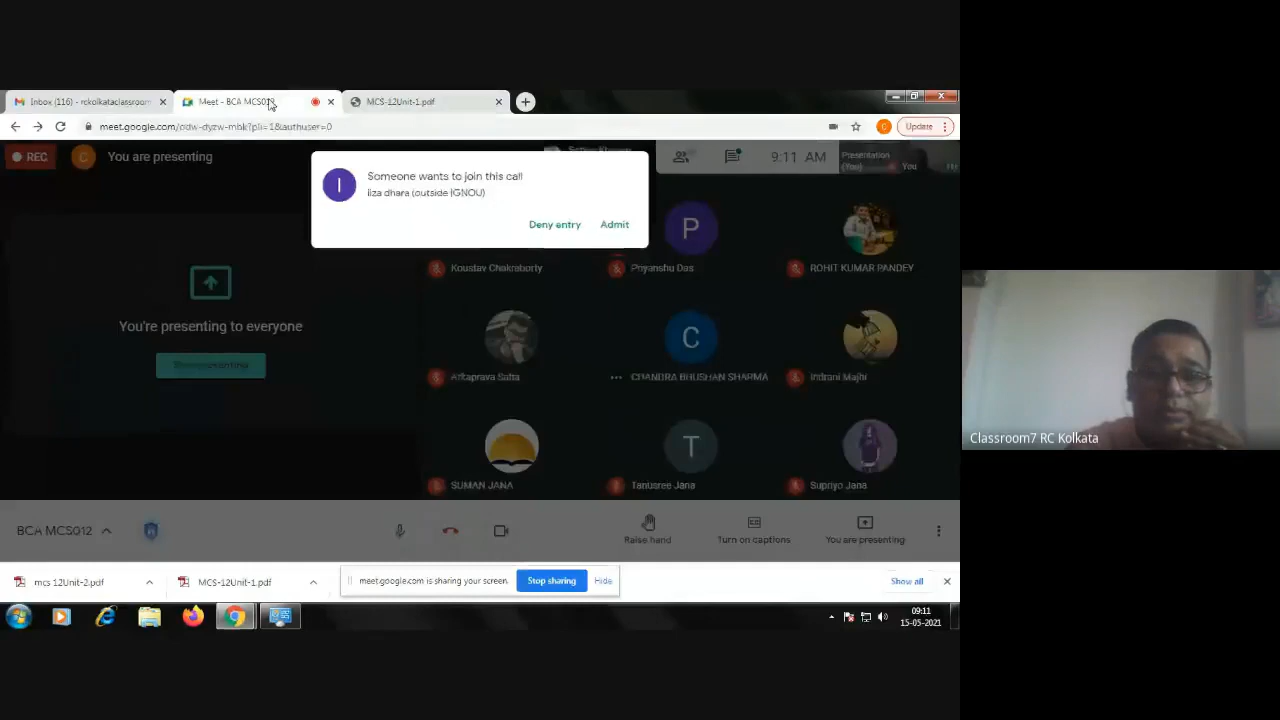 Inbox (116) - rckolkataclassroom
Meet - BCA MCS012
MCS-12Unit-1.pdf
meet.google.com/odw-dyzw-mbk?pli=1&authuser=0
Update
REC
C
You are presenting
9:11 AM
Presentation
(You)
You
I
Someone wants to join this call
liza dhara (outside IGNOU)
Deny entry
Admit
You're presenting to everyone
P
Koustav Chakraborty
Priyanshu Das
ROHIT KUMAR PANDEY
C
Arkaprava Saha
CHANDRA BHUSHAN SHARMA
Indrani Majhi
T
SUMAN JANA
Tanusree Jana
Supriyo Jana
Classroom7 RC Kolkata
BCA MCS012
Raise hand
Turn on captions
You are presenting
mcs 12Unit-2.pdf
MCS-12Unit-1.pdf
meet.google.com is sharing your screen.
Stop sharing
Hide
Show all
09:11
15-05-2021